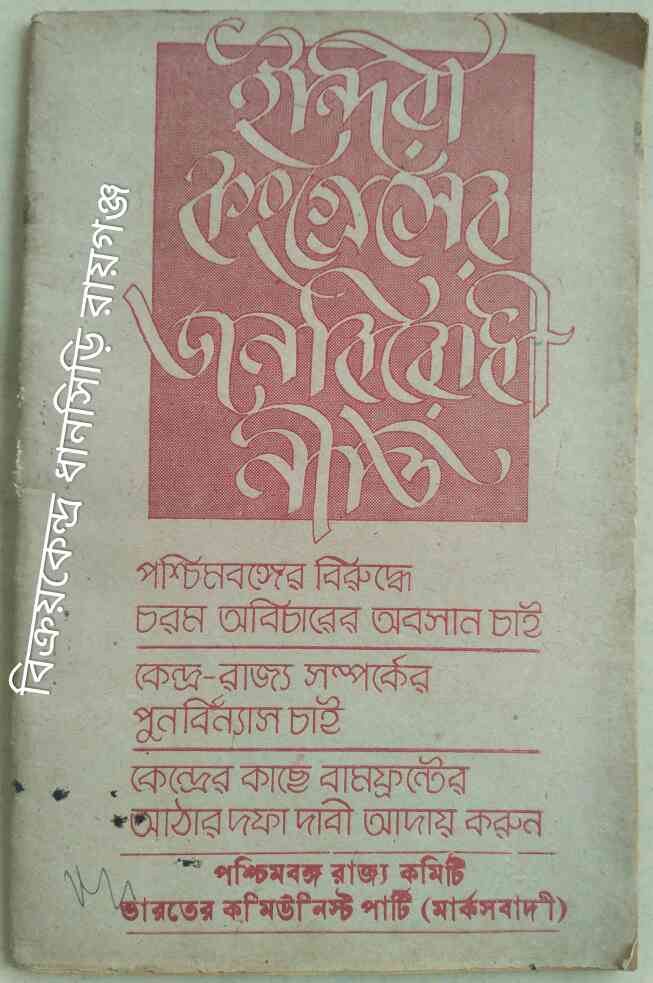 ইন্দিরা
কংগ্রেসের
জনবিরোধী
নীতি
পশ্চিমবঙ্গের বিরুদ্ধে
চরম অবিচারের অবসান চাই
কেন্দ্র-রাজ্য সম্পর্কের
পুনর্বিন্যাস চাই
কেন্দ্রের কাছে বামফ্রন্টের
আঠার দফা দাবী আদায় করুন
পশ্চিমবঙ্গ রাজ্য কমিটি
ভারতের কমিউনিস্ট পার্টি (মার্কসবাদী)
বিক্রয়কেন্দ্র ধানসিড়ি রায়গঞ্জ